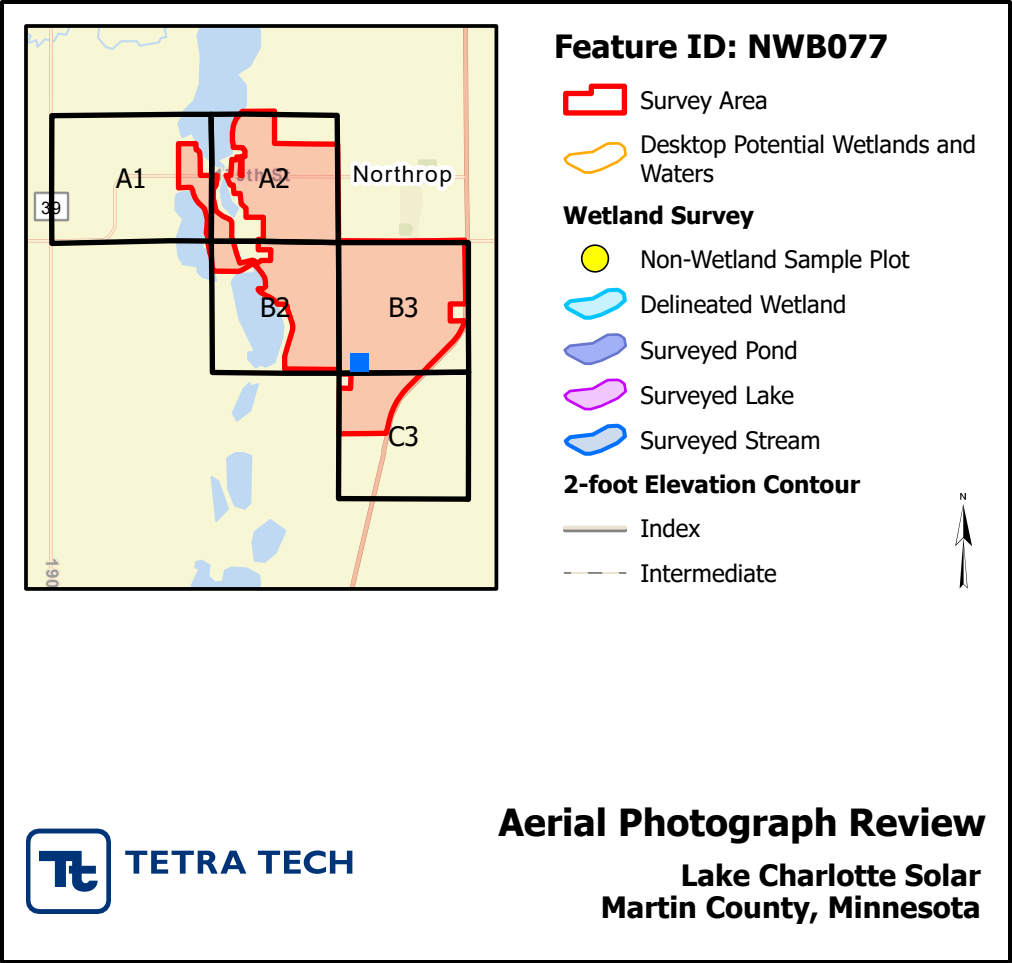 Feature ID: NWB077
Survey Area
Desktop Potential Wetlands and
Waters
Wetland Survey
Non-Wetland Sample Plot
Delineated Wetland
Surveyed Pond
Surveyed Lake
Surveyed Stream
2-foot Elevation Contour
Index
Intermediate
N
A1
A2
Northrop
39
B2
B3
C3
190
Aerial Photograph Review
Tt
TETRA TECH
Lake Charlotte Solar
Martin County, Minnesota